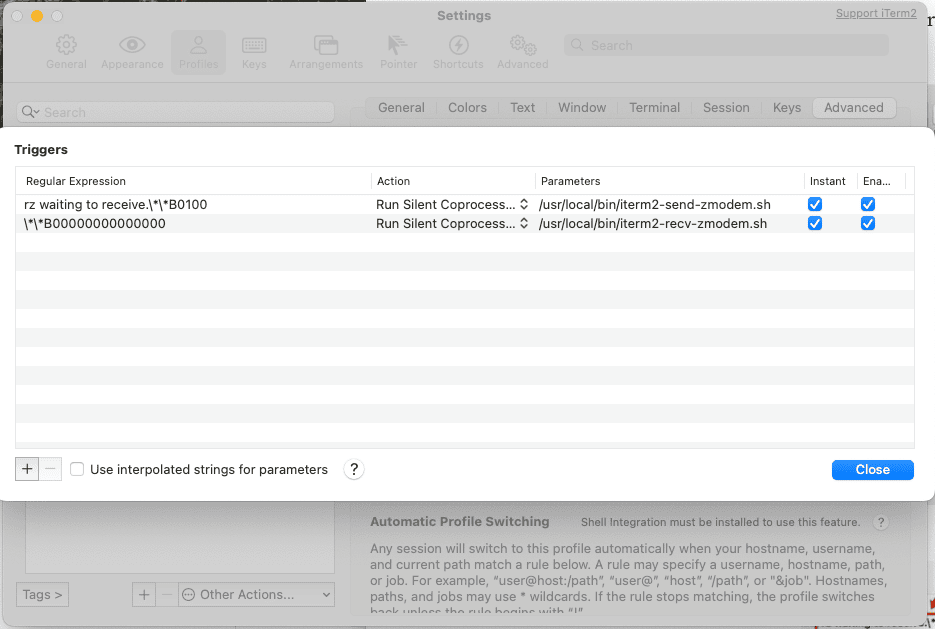 Settings
Support iTerm2
General Appearance Profiles Keys Arrangements Pointer Shortcuts Advanced
Search
Search
General Colors Text Window Terminal Session Keys Advanced
Triggers
Regular Expression Action Parameters Instant Ena...
rz waiting to receive.\*\*B0100 Run Silent Coprocess... /usr/local/bin/iterm2-send-zmodem.sh
\*\*B00000000000000 Run Silent Coprocess... /usr/local/bin/iterm2-recv-zmodem.sh
+ − Use interpolated strings for parameters ? Close
Automatic Profile Switching Shell Integration must be installed to use this feature. ?
Any session will switch to this profile automatically when your hostname, username,
and current path match a rule below. A rule may specify a username, hostname, path,
or job. For example, “user@host:/path”, “user@”, “host”, “/path”, or "&job". Hostnames,
paths, and jobs may use * wildcards. If the rule stops matching, the profile switches
back unless the rule begins with “!”
Tags > + − Other Actions...